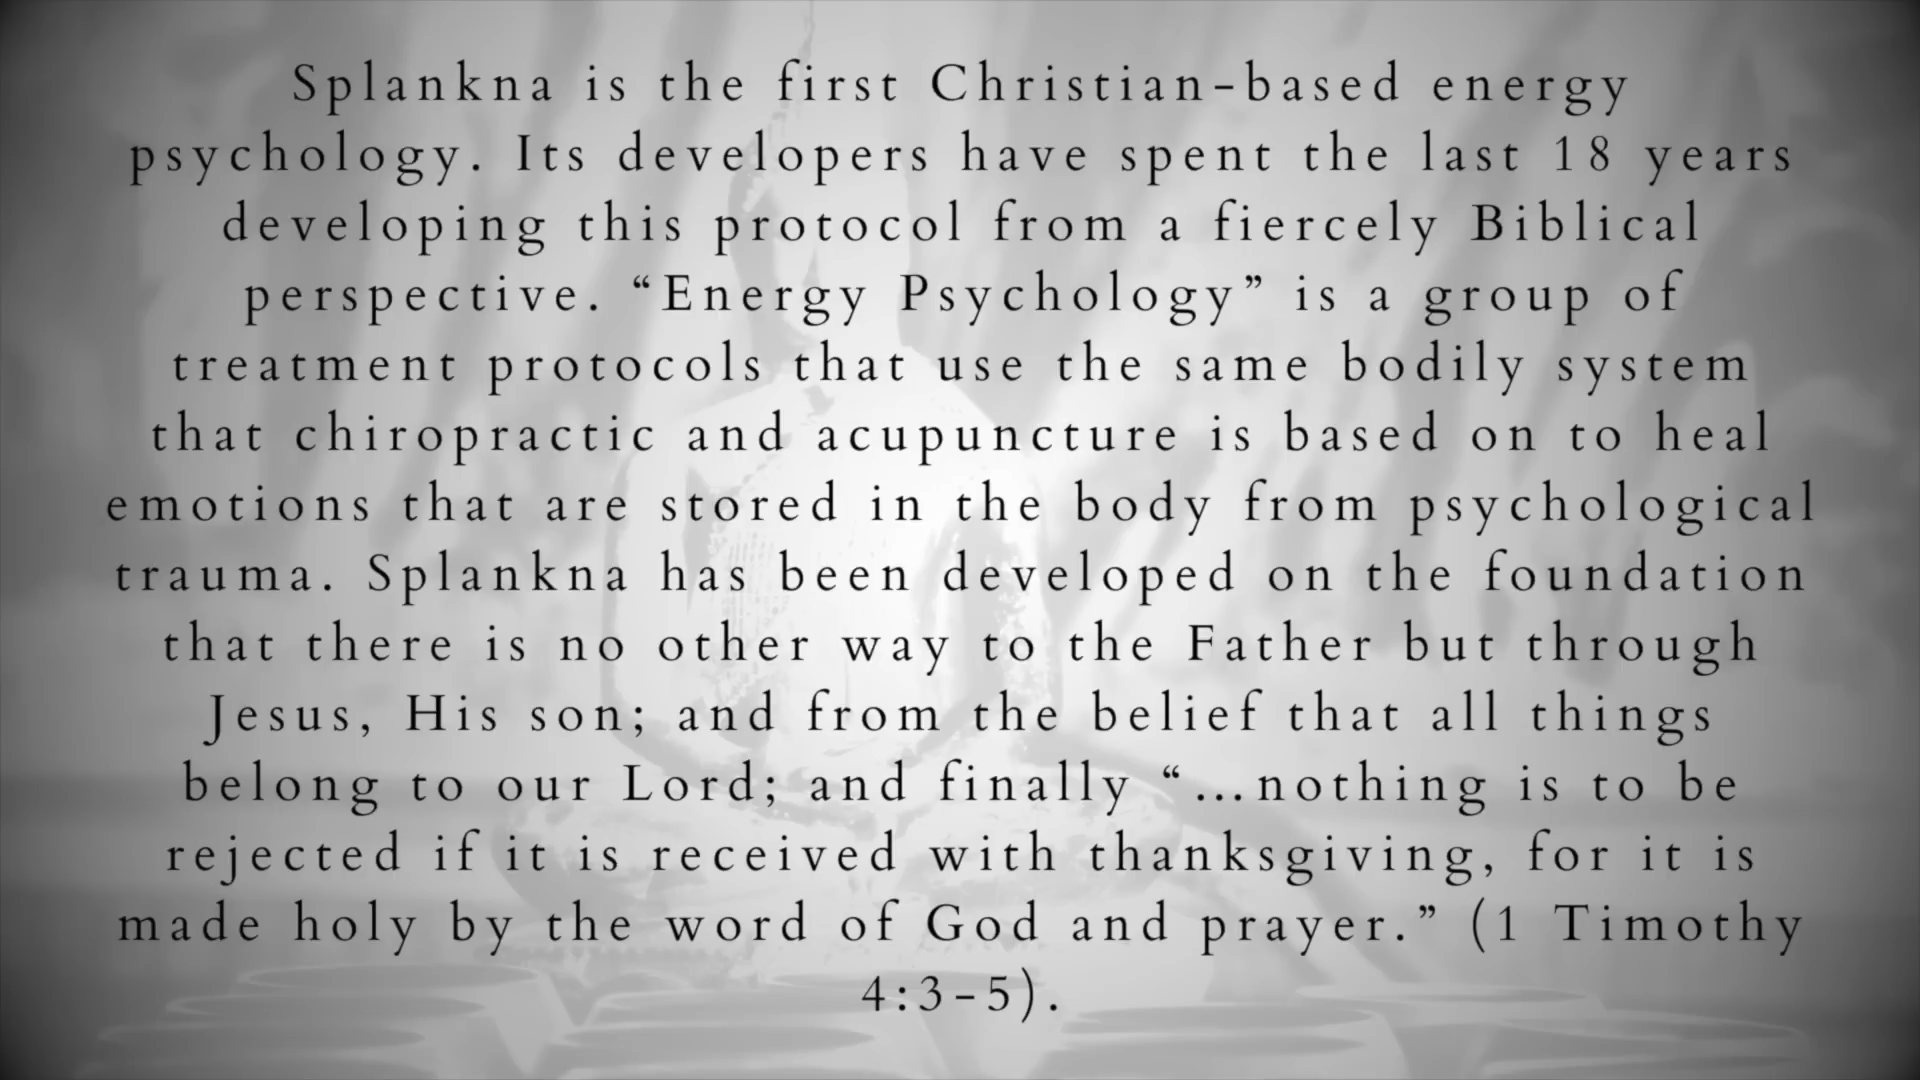 Splankna is the first Christian-based energy
psychology. Its developers have spent the last 18 years
developing this protocol from a fiercely Biblical
perspective. “Energy Psychology” is a group of
treatment protocols that use the same bodily system
that chiropractic and acupuncture is based on to heal
emotions that are stored in the body from psychological
trauma. Splankna has been developed on the foundation
that there is no other way to the Father but through
Jesus, His son; and from the belief that all things
belong to our Lord; and finally “...nothing is to be
rejected if it is received with thanksgiving, for it is
made holy by the word of God and prayer.” (1 Timothy
4:3-5).